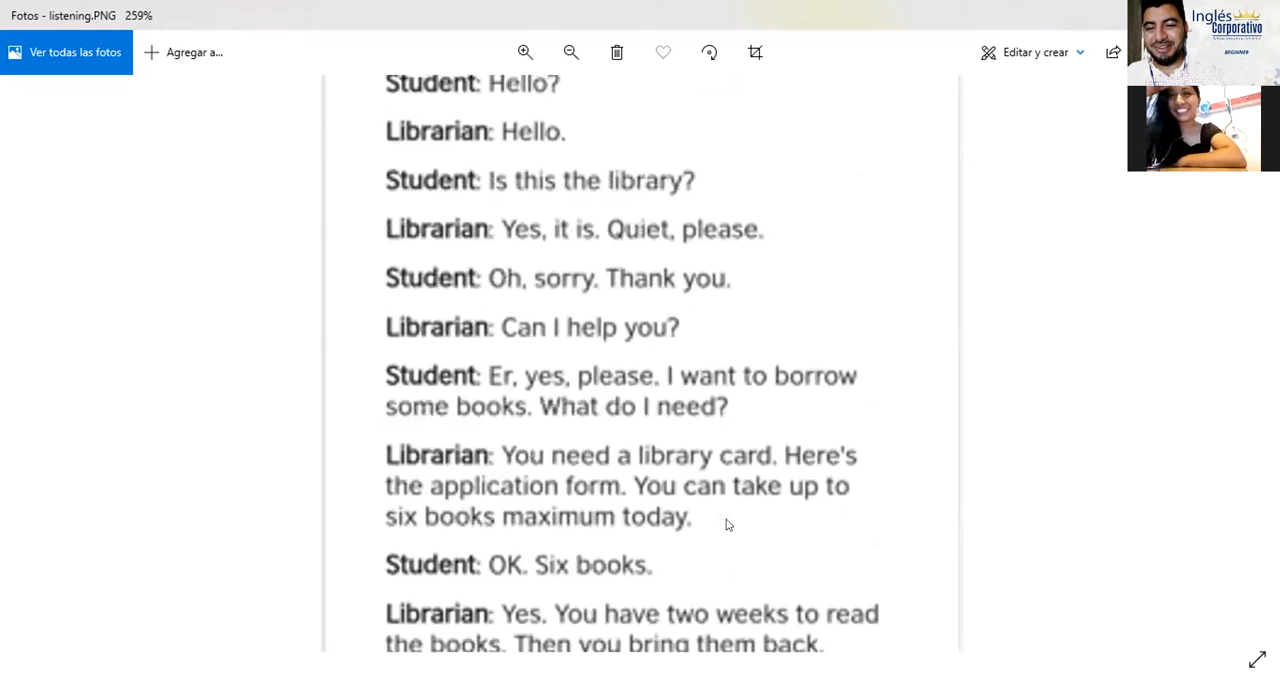 Fotos - listening.PNG 259%
Ver todas las fotos
Agregar a...
Editar y crear
Inglés
Corporativo
BEGINNER
Student: Hello?
Librarian: Hello.
Student: Is this the library?
Librarian: Yes, it is. Quiet, please.
Student: Oh, sorry. Thank you.
Librarian: Can I help you?
Student: Er, yes, please. I want to borrow
some books. What do I need?
Librarian: You need a library card. Here's
the application form. You can take up to
six books maximum today.
Student: OK. Six books.
Librarian: Yes. You have two weeks to read
the books. Then you bring them back.